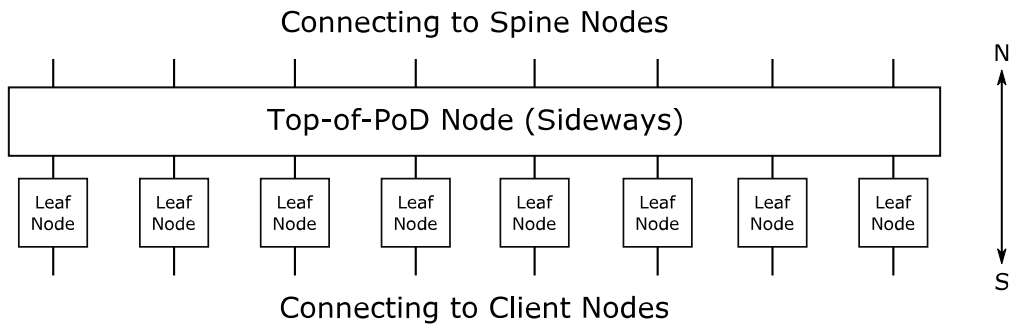 Connecting to Spine Nodes
N
Top-of-PoD Node (Sideways)
Leaf Node
Leaf Node
Leaf Node
Leaf Node
Leaf Node
Leaf Node
Leaf Node
Leaf Node
S
Connecting to Client Nodes